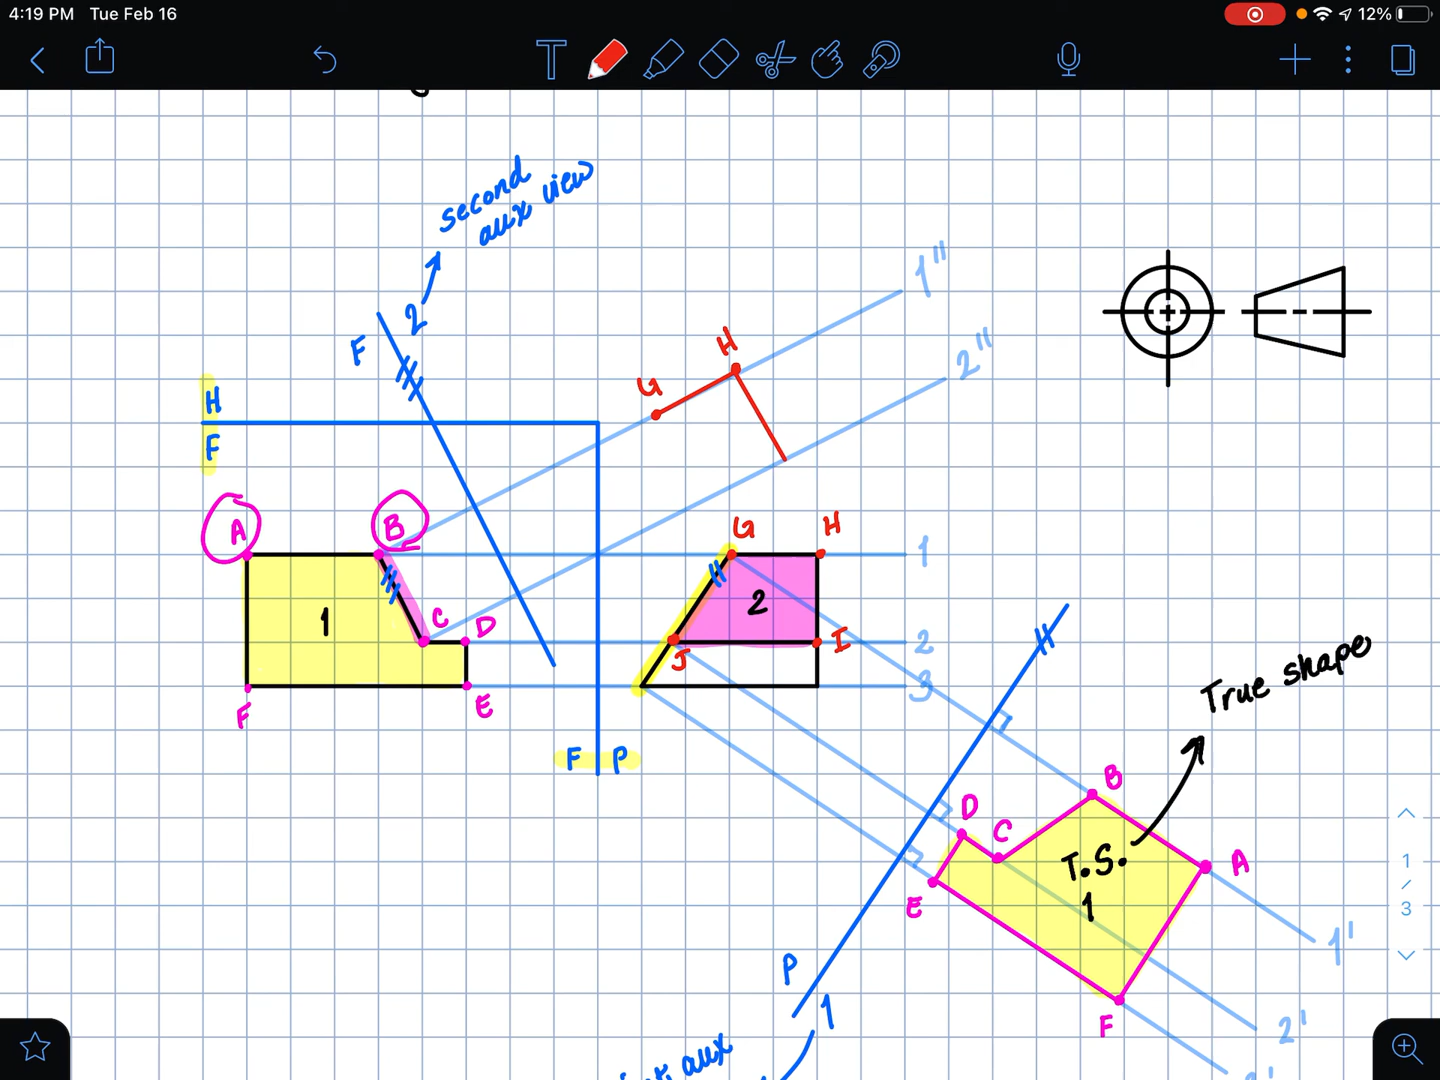 4:19 PM Tue Feb 16
12%
T
second
aux view
2
F
1"
2"
H
G
H
F
A
B
G
H
1
1
2
C
D
J
I
2
3
F
E
F P
True shape
D
C
B
T.S.
1
A
E
1
/
3
P
1
1'
F
2'
aux